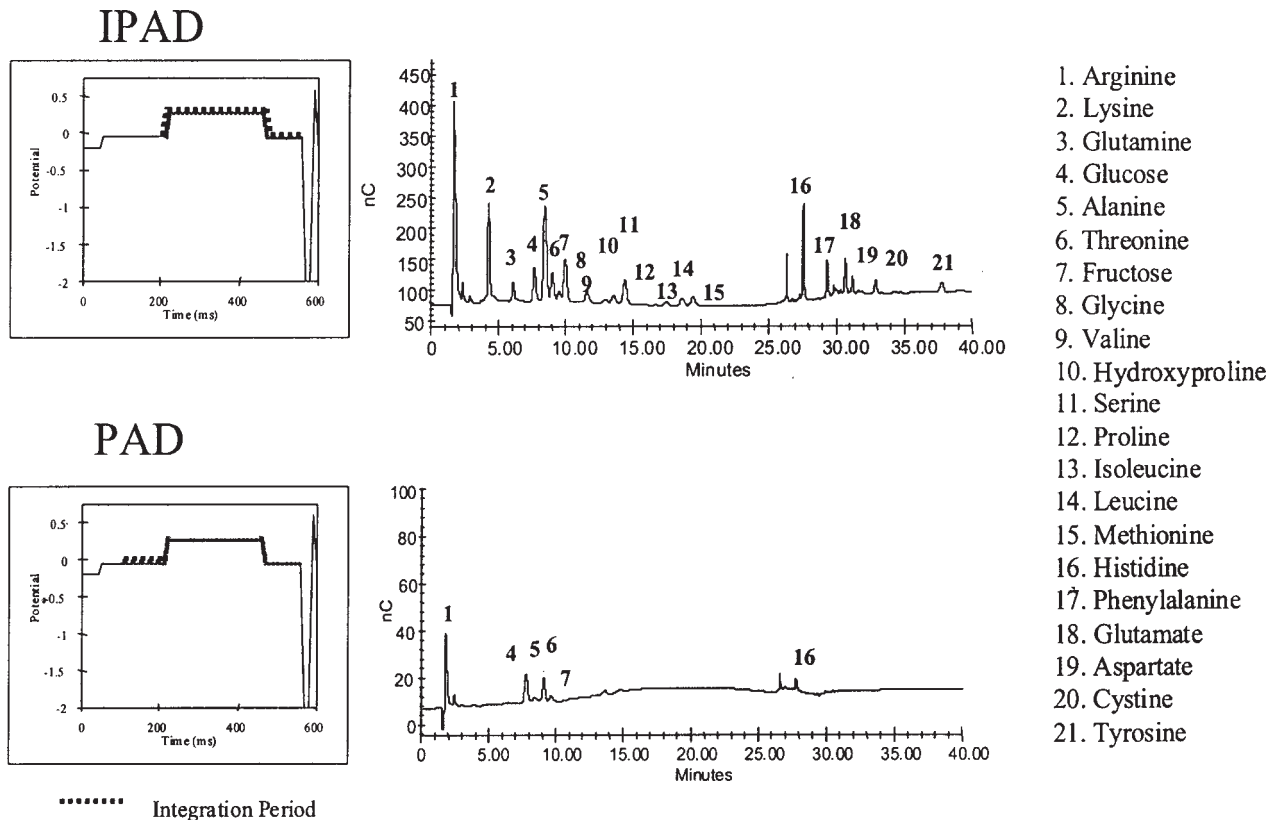 IPAD
0.5
0
-0.5
-1
-1.5
-2
Potential
0 200 400 600
Time (ms)
450
400
350
300
250
200
150
100
50
nC
1
2
3
4
5
6
7
8
9
10
11
12
13
14
15
16
17
18
19
20
21
0 5.00 10.00 15.00 20.00 25.00 30.00 35.00 40.00
Minutes
1. Arginine
2. Lysine
3. Glutamine
4. Glucose
5. Alanine
6. Threonine
7. Fructose
8. Glycine
9. Valine
10. Hydroxyproline
11. Serine
12. Proline
13. Isoleucine
14. Leucine
15. Methionine
16. Histidine
17. Phenylalanine
18. Glutamate
19. Aspartate
20. Cystine
21. Tyrosine
PAD
0.5
0
-0.5
-1
-1.5
-2
Potential
0 200 400 600
Time (ms)
100
80
60
40
20
0
nC
1
4
5
6
7
16
0 5.00 10.00 15.00 20.00 25.00 30.00 35.00 40.00
Minutes
Integration Period